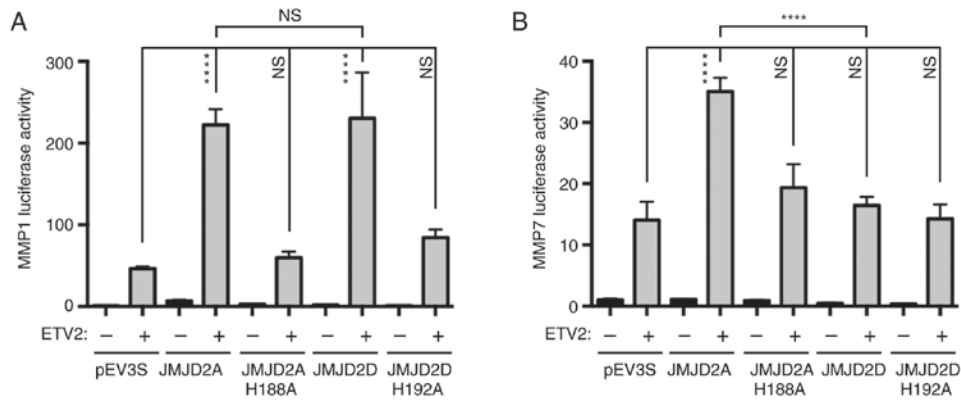 A
NS
****
NS
****
NS
300
200
100
0
MMP1 luciferase activity
ETV2: – + – + – + – + – +
pEV3S JMJD2A JMJD2A JMJD2D JMJD2D
H188A H192A
B
****
****
NS
NS
NS
40
30
20
10
0
MMP7 luciferase activity
ETV2: – + – + – + – + – +
pEV3S JMJD2A JMJD2A JMJD2D JMJD2D
H188A H192A